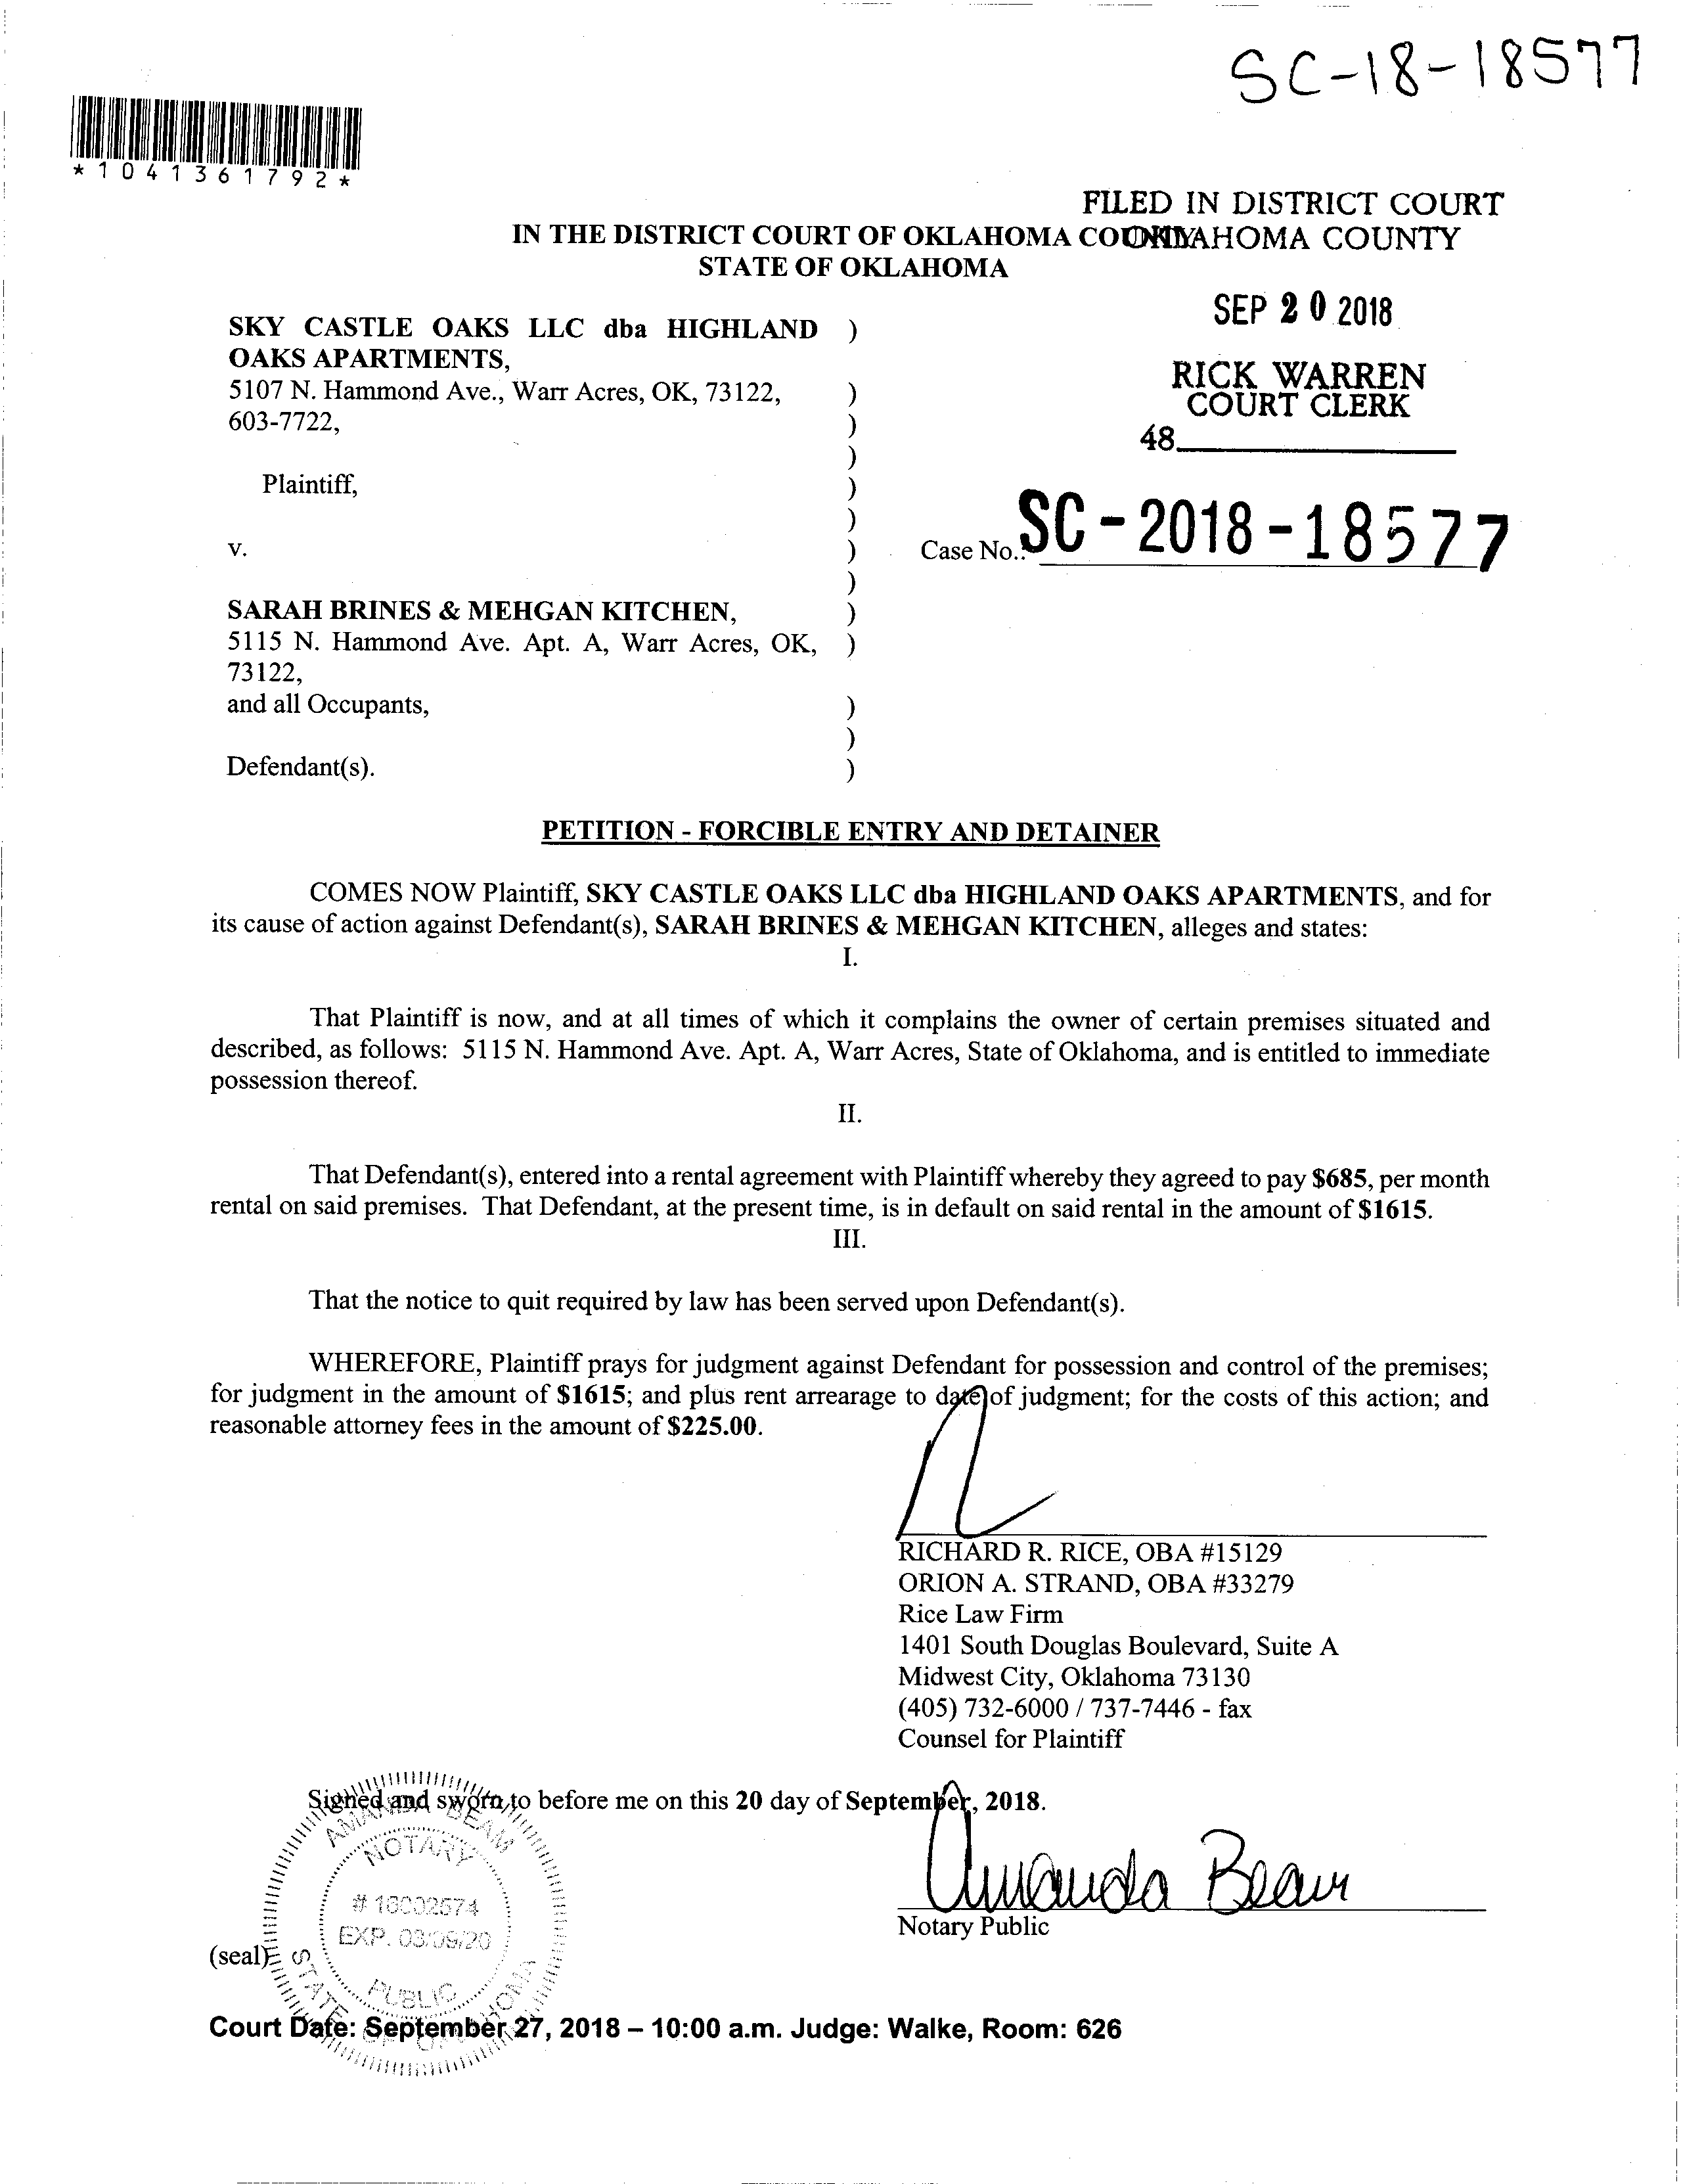 SC-18-18577
*1041361792*
FILED IN DISTRICT COURT
OKLAHOMA COUNTY
IN THE DISTRICT COURT OF OKLAHOMA COUNTY
STATE OF OKLAHOMA
SEP 20 2018
RICK WARREN
COURT CLERK
48
SKY CASTLE OAKS LLC dba HIGHLAND )
OAKS APARTMENTS,
5107 N. Hammond Ave., Warr Acres, OK, 73122, )
603-7722, )
)
Plaintiff, )
)
v. ) Case No.: SC-2018-18577
)
SARAH BRINES & MEHGAN KITCHEN, )
5115 N. Hammond Ave. Apt. A, Warr Acres, OK, )
73122,
and all Occupants, )
)
Defendant(s). )
PETITION - FORCIBLE ENTRY AND DETAINER
COMES NOW Plaintiff, SKY CASTLE OAKS LLC dba HIGHLAND OAKS APARTMENTS, and for
its cause of action against Defendant(s), SARAH BRINES & MEHGAN KITCHEN, alleges and states:
I.
That Plaintiff is now, and at all times of which it complains the owner of certain premises situated and
described, as follows: 5115 N. Hammond Ave. Apt. A, Warr Acres, State of Oklahoma, and is entitled to immediate
possession thereof.
II.
That Defendant(s), entered into a rental agreement with Plaintiff whereby they agreed to pay $685, per month
rental on said premises. That Defendant, at the present time, is in default on said rental in the amount of $1615.
III.
That the notice to quit required by law has been served upon Defendant(s).
WHEREFORE, Plaintiff prays for judgment against Defendant for possession and control of the premises;
for judgment in the amount of $1615; and plus rent arrearage to date of judgment; for the costs of this action; and
reasonable attorney fees in the amount of $225.00.
RICHARD R. RICE, OBA #15129
ORION A. STRAND, OBA #33279
Rice Law Firm
1401 South Douglas Boulevard, Suite A
Midwest City, Oklahoma 73130
(405) 732-6000 / 737-7446 - fax
Counsel for Plaintiff
Signed and sworn to before me on this 20 day of September, 2018.
AMANDA BEAM
NOTARY
EXP. 03/09/20
PUBLIC
STATE OF OKLAHOMA
Amanda Beam
Notary Public
(seal)
Court Date: September 27, 2018 – 10:00 a.m. Judge: Walke, Room: 626